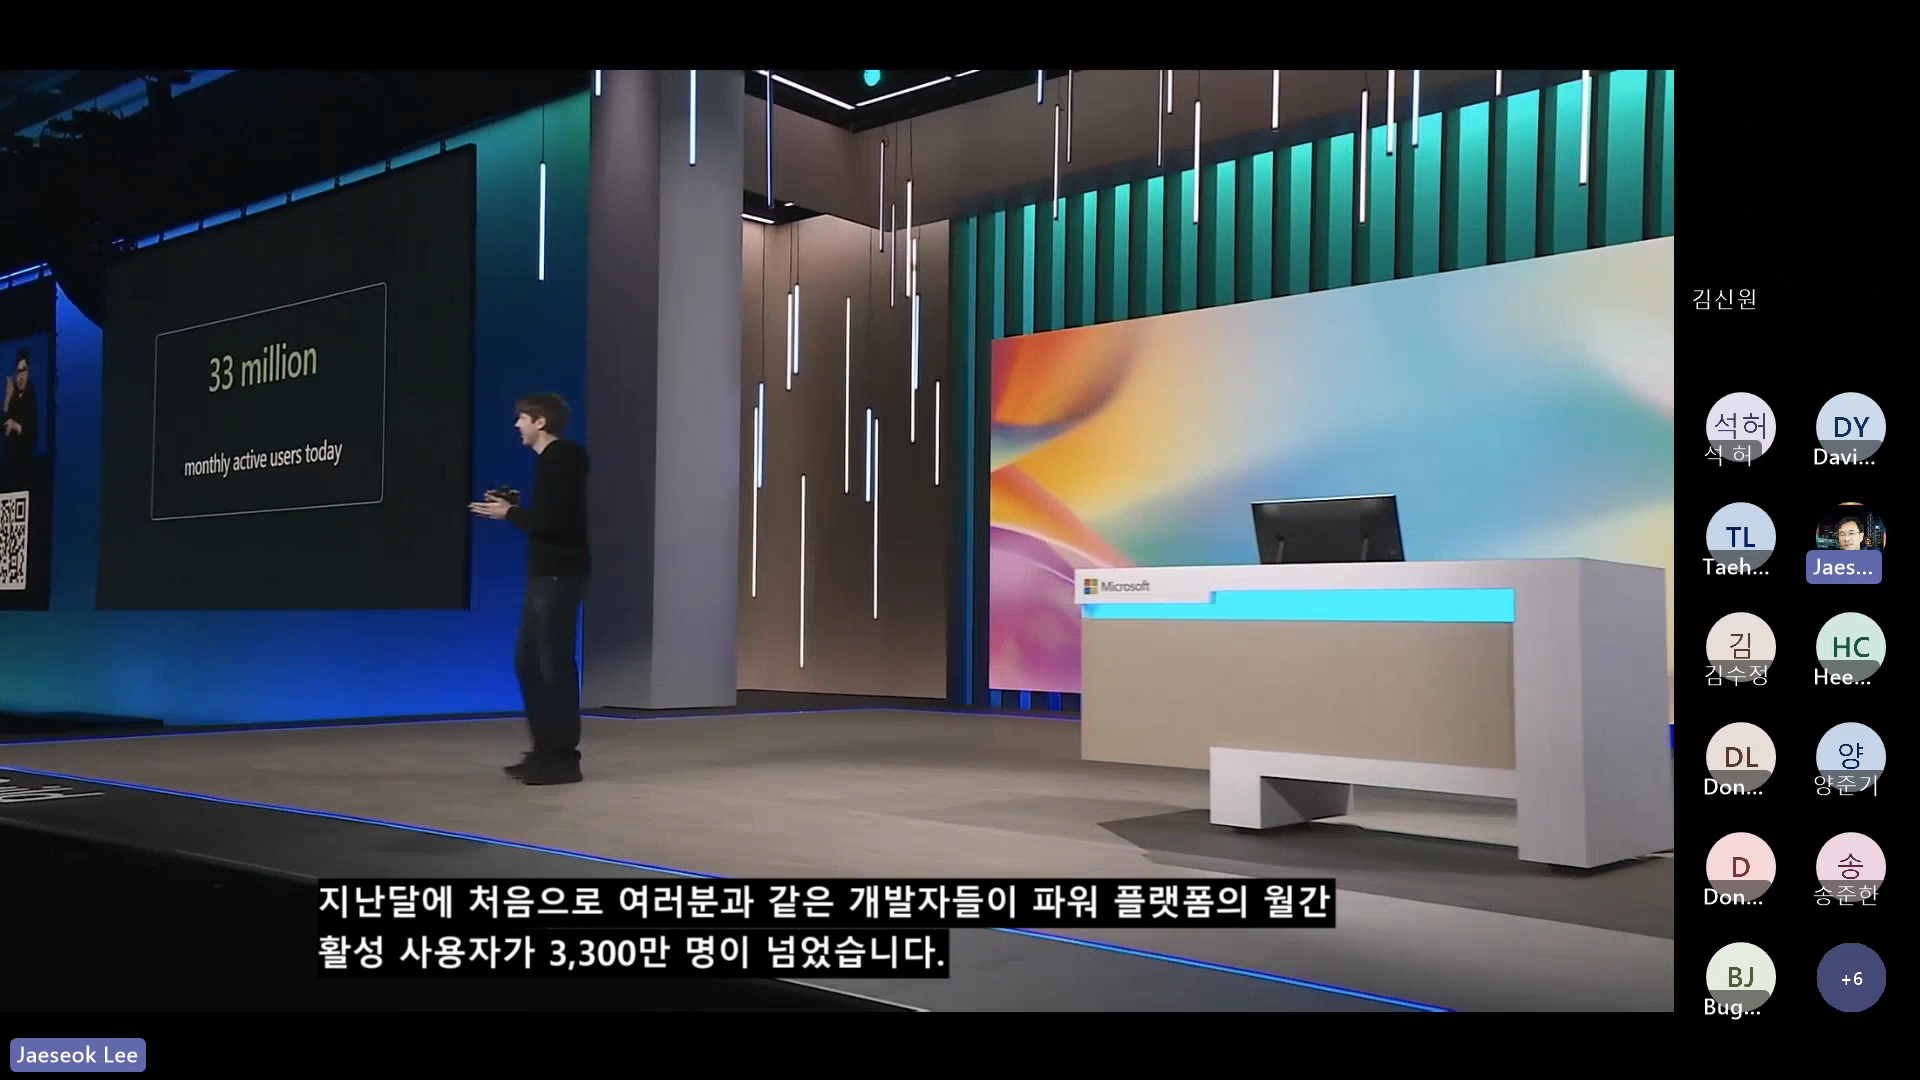 33 million
monthly active users today
Microsoft
지난달에 처음으로 여러분과 같은 개발자들이 파워 플랫폼의 월간
활성 사용자가 3,300만 명이 넘었습니다.
Jaeseok Lee
김신원
석허
석 허
DY
Davi...
TL
Taeh...
Jaes...
김
김수정
HC
Hee...
DL
Don...
양
양준기
D
Don...
송
송준한
BJ
Bug...
+6